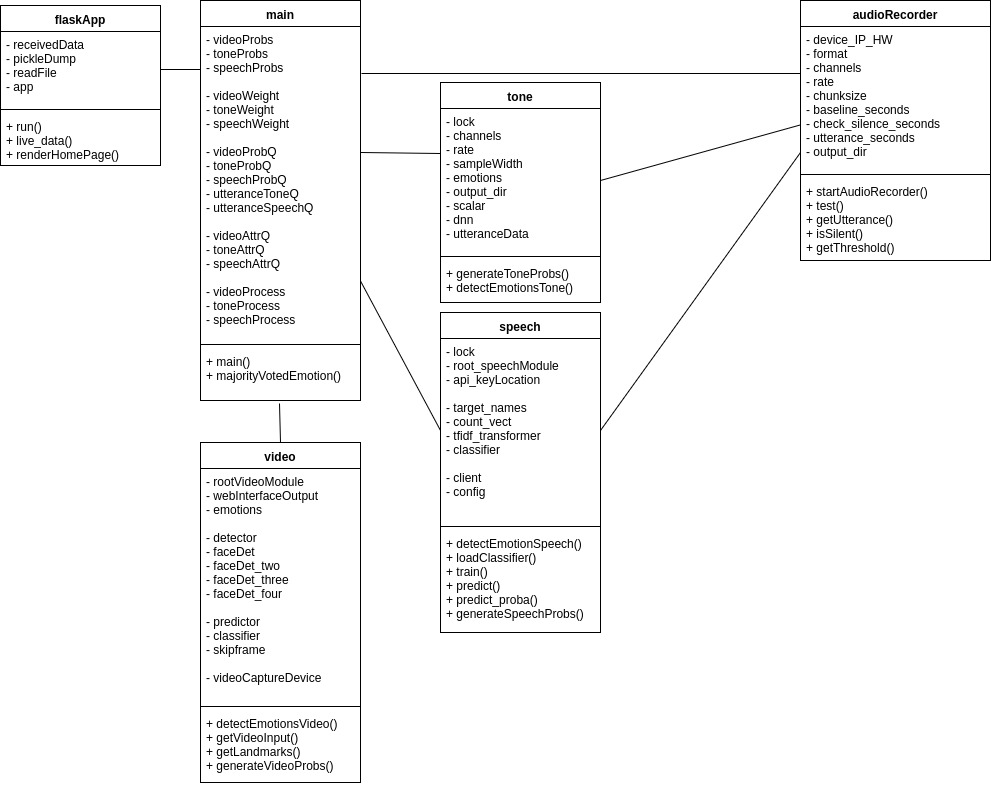 flaskApp
- receivedData
- pickleDump
- readFile
- app
+ run()
+ live_data()
+ renderHomePage()
main
- videoProbs
- toneProbs
- speechProbs
- videoWeight
- toneWeight
- speechWeight
- videoProbQ
- toneProbQ
- speechProbQ
- utteranceToneQ
- utteranceSpeechQ
- videoAttrQ
- toneAttrQ
- speechAttrQ
- videoProcess
- toneProcess
- speechProcess
+ main()
+ majorityVotedEmotion()
video
- rootVideoModule
- webInterfaceOutput
- emotions
- detector
- faceDet
- faceDet_two
- faceDet_three
- faceDet_four
- predictor
- classifier
- skipframe
- videoCaptureDevice
+ detectEmotionsVideo()
+ getVideoInput()
+ getLandmarks()
+ generateVideoProbs()
tone
- lock
- channels
- rate
- sampleWidth
- emotions
- output_dir
- scalar
- dnn
- utteranceData
+ generateToneProbs()
+ detectEmotionsTone()
speech
- lock
- root_speechModule
- api_keyLocation
- target_names
- count_vect
- tfidf_transformer
- classifier
- client
- config
+ detectEmotionSpeech()
+ loadClassifier()
+ train()
+ predict()
+ predict_proba()
+ generateSpeechProbs()
audioRecorder
- device_IP_HW
- format
- channels
- rate
- chunksize
- baseline_seconds
- check_silence_seconds
- utterance_seconds
- output_dir
+ startAudioRecorder()
+ test()
+ getUtterance()
+ isSilent()
+ getThreshold()